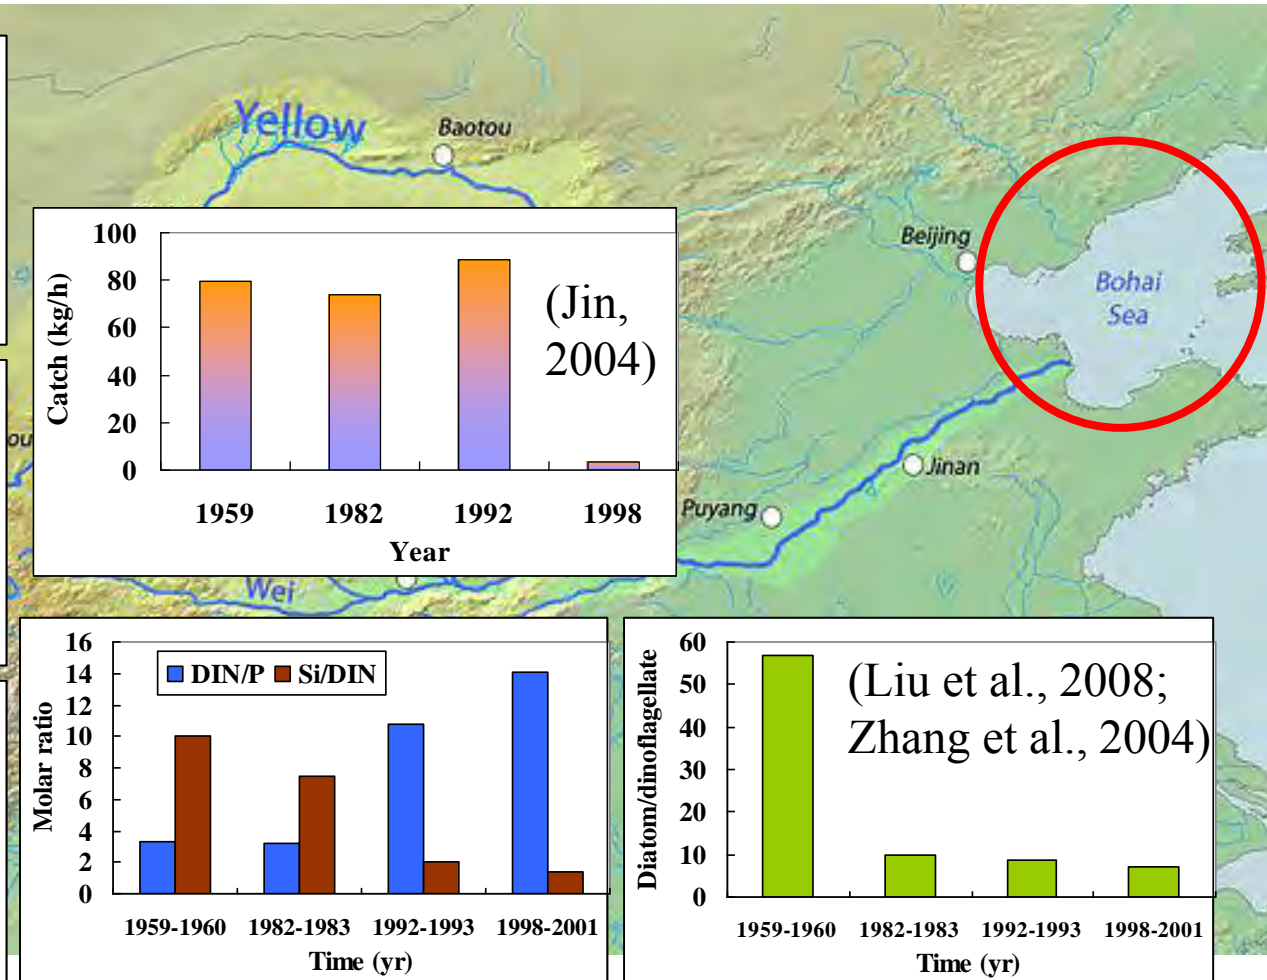 Yellow
Baotou
Beijing
Bohai
Sea
Jinan
Puyang
Wei
ou
100
80
60
40
20
0
Catch (kg/h)
1959 1982 1992 1998
Year
(Jin,
2004)
16
14
12
10
8
6
4
2
0
Molar ratio
DIN/P Si/DIN
1959-1960 1982-1983 1992-1993 1998-2001
Time (yr)
60
50
40
30
20
10
0
Diatom/dinoflagellate
(Liu et al., 2008;
Zhang et al., 2004)
1959-1960 1982-1983 1992-1993 1998-2001
Time (yr)